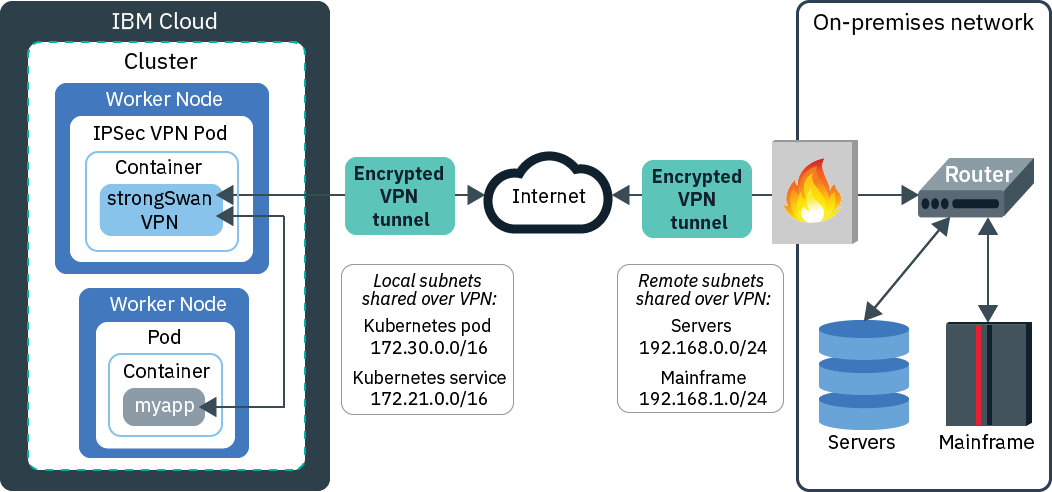 IBM Cloud
Cluster
Worker Node
IPSec VPN Pod
Container
strongSwan
VPN
Worker Node
Pod
Container
myapp
Encrypted
VPN
tunnel
Local subnets
shared over VPN:
Kubernetes pod
172.30.0.0/16
Kubernetes service
172.21.0.0/16
Internet
Encrypted
VPN
tunnel
Remote subnets
shared over VPN:
Servers
192.168.0.0/24
Mainframe
192.168.1.0/24
On-premises network
Router
Servers
Mainframe